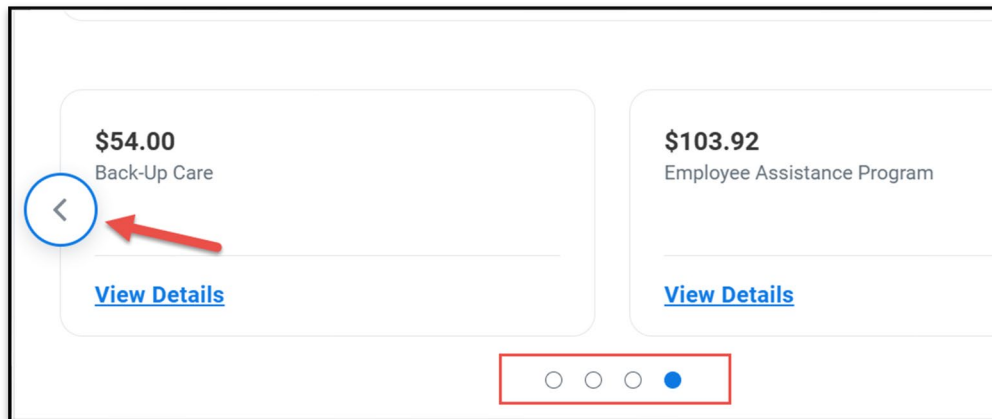 $54.00
Back-Up Care
View Details
$103.92
Employee Assistance Program
View Details